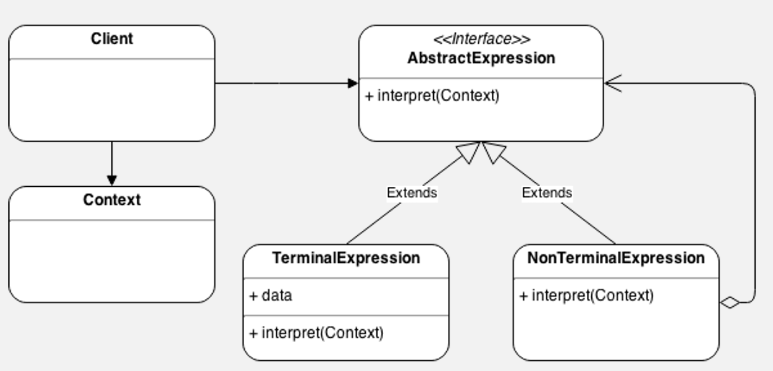 Client
<<Interface>>
AbstractExpression
+ interpret(Context)
Context
Extends
Extends
TerminalExpression
+ data
+ interpret(Context)
NonTerminalExpression
+ interpret(Context)